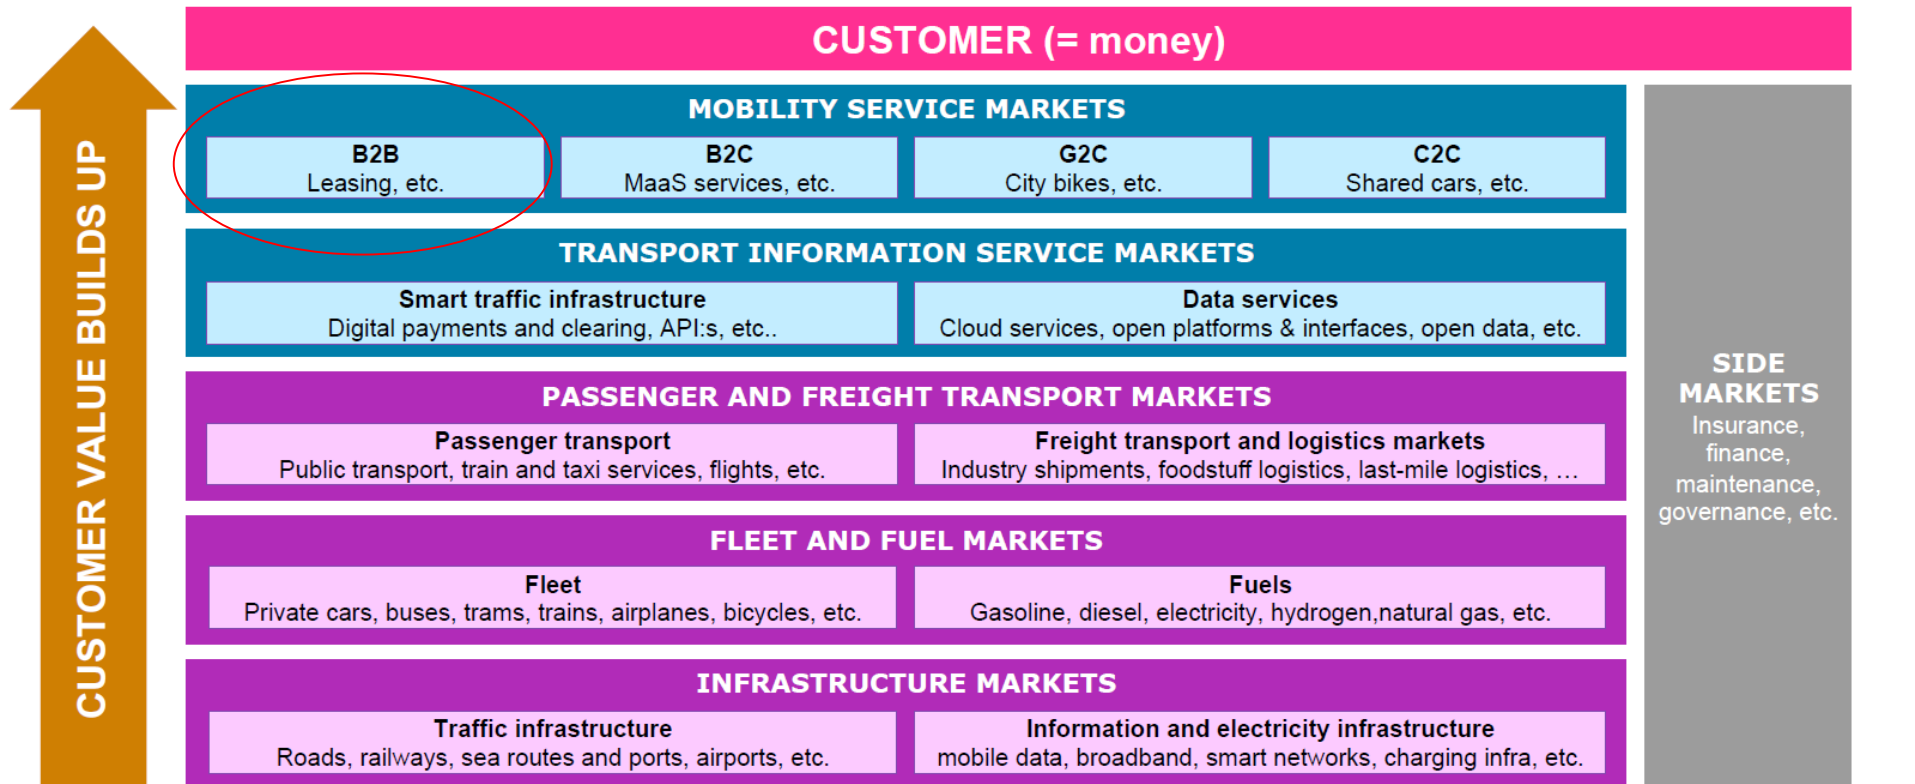 CUSTOMER (= money)
CUSTOMER VALUE BUILDS UP
MOBILITY SERVICE MARKETS
B2B
Leasing, etc.
B2C
MaaS services, etc.
G2C
City bikes, etc.
C2C
Shared cars, etc.
TRANSPORT INFORMATION SERVICE MARKETS
Smart traffic infrastructure
Digital payments and clearing, API:s, etc..
Data services
Cloud services, open platforms & interfaces, open data, etc.
PASSENGER AND FREIGHT TRANSPORT MARKETS
Passenger transport
Public transport, train and taxi services, flights, etc.
Freight transport and logistics markets
Industry shipments, foodstuff logistics, last-mile logistics, …
FLEET AND FUEL MARKETS
Fleet
Private cars, buses, trams, trains, airplanes, bicycles, etc.
Fuels
Gasoline, diesel, electricity, hydrogen,natural gas, etc.
INFRASTRUCTURE MARKETS
Traffic infrastructure
Roads, railways, sea routes and ports, airports, etc.
Information and electricity infrastructure
mobile data, broadband, smart networks, charging infra, etc.
SIDE
MARKETS
Insurance,
finance,
maintenance,
governance, etc.